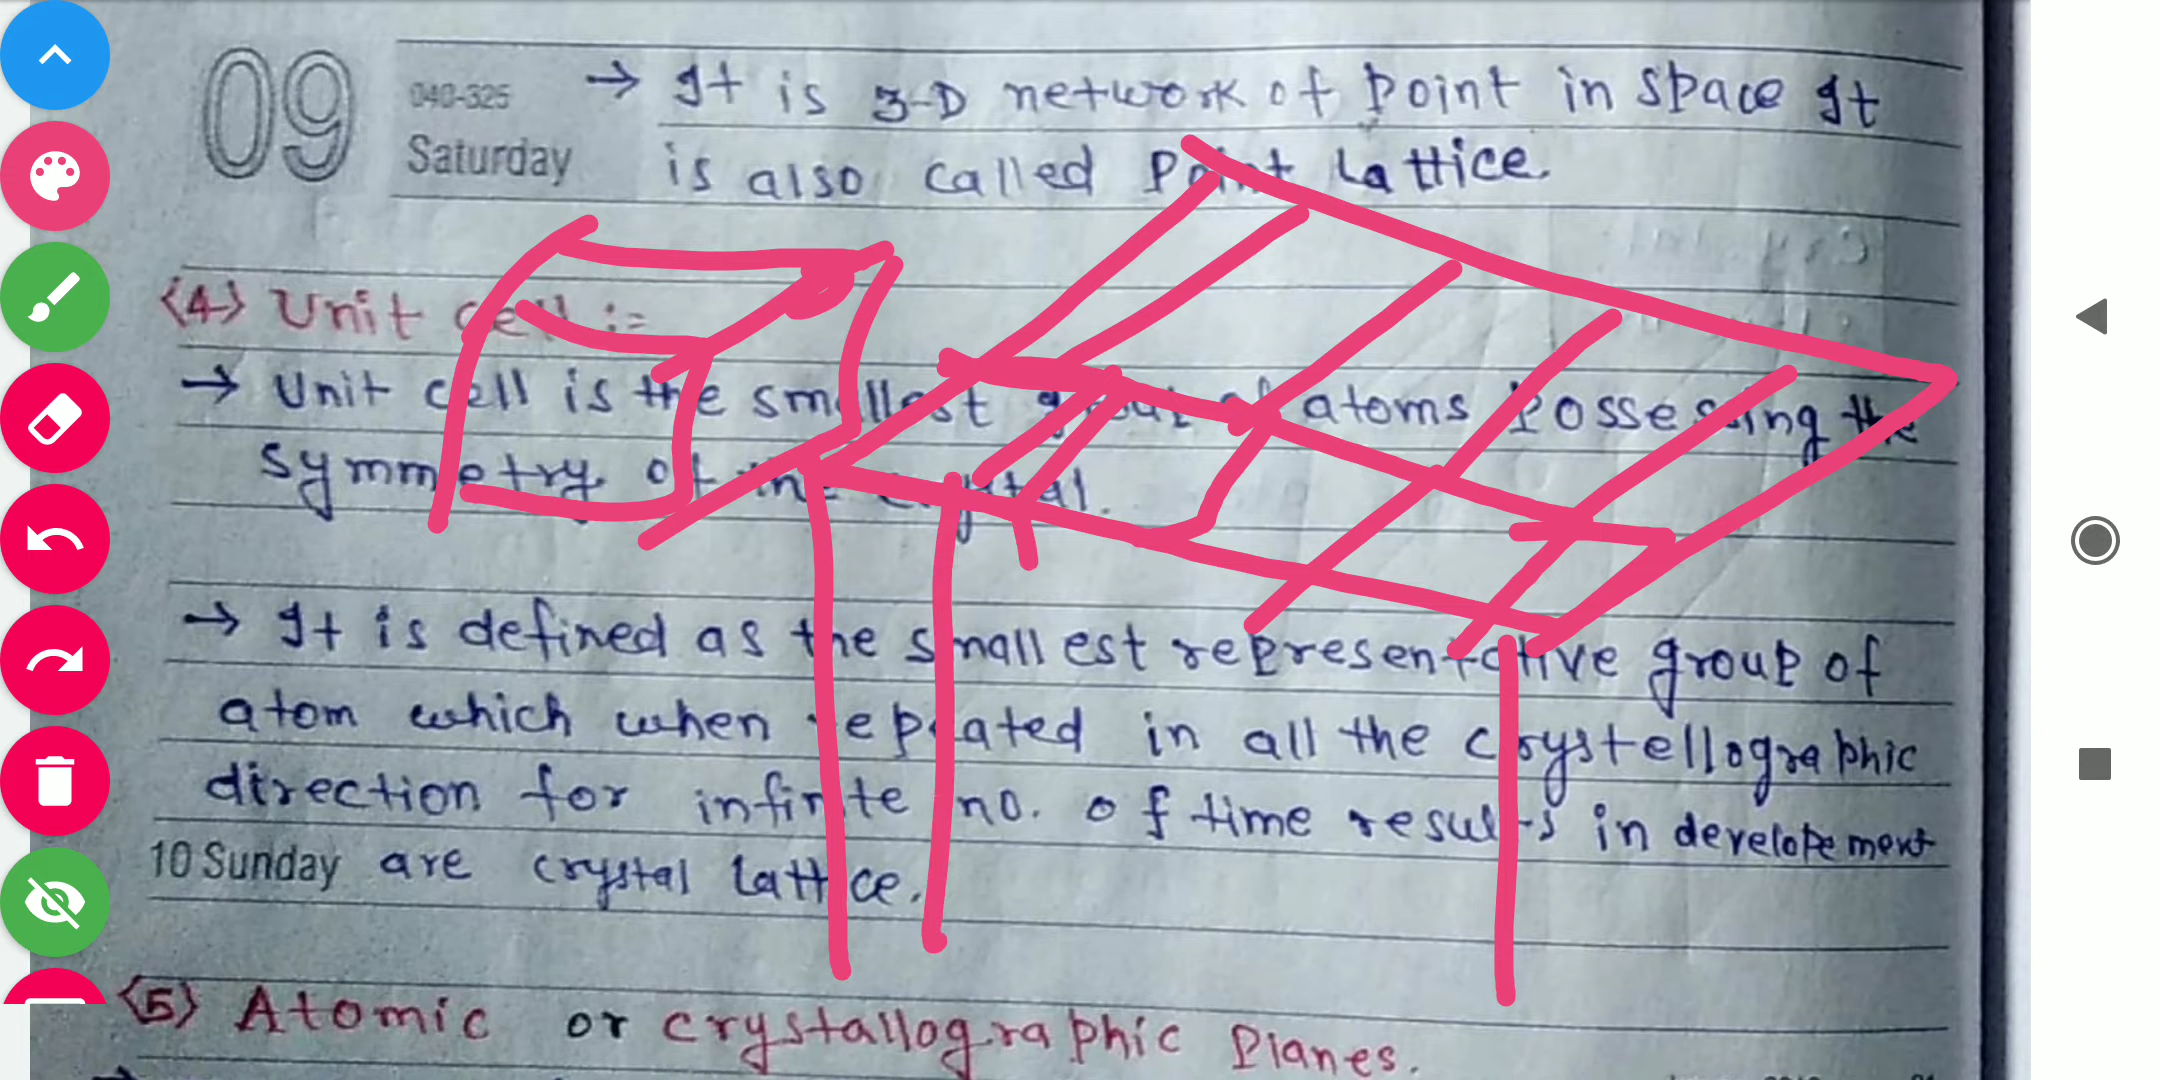 09
040-325
Saturday
→ It is 3-D network of point in space It
is also called Point Lattice.
(4) Unit cell :-
→ Unit cell is the smallest group of atoms Possessing the
symmetry of the crystal.
→ It is defined as the smallest representative group of
atom which when repeated in all the crystellographic
direction for infinite no. of time results in developement
10 Sunday are crystal Lattice.
(5) Atomic or crystallographic Planes.